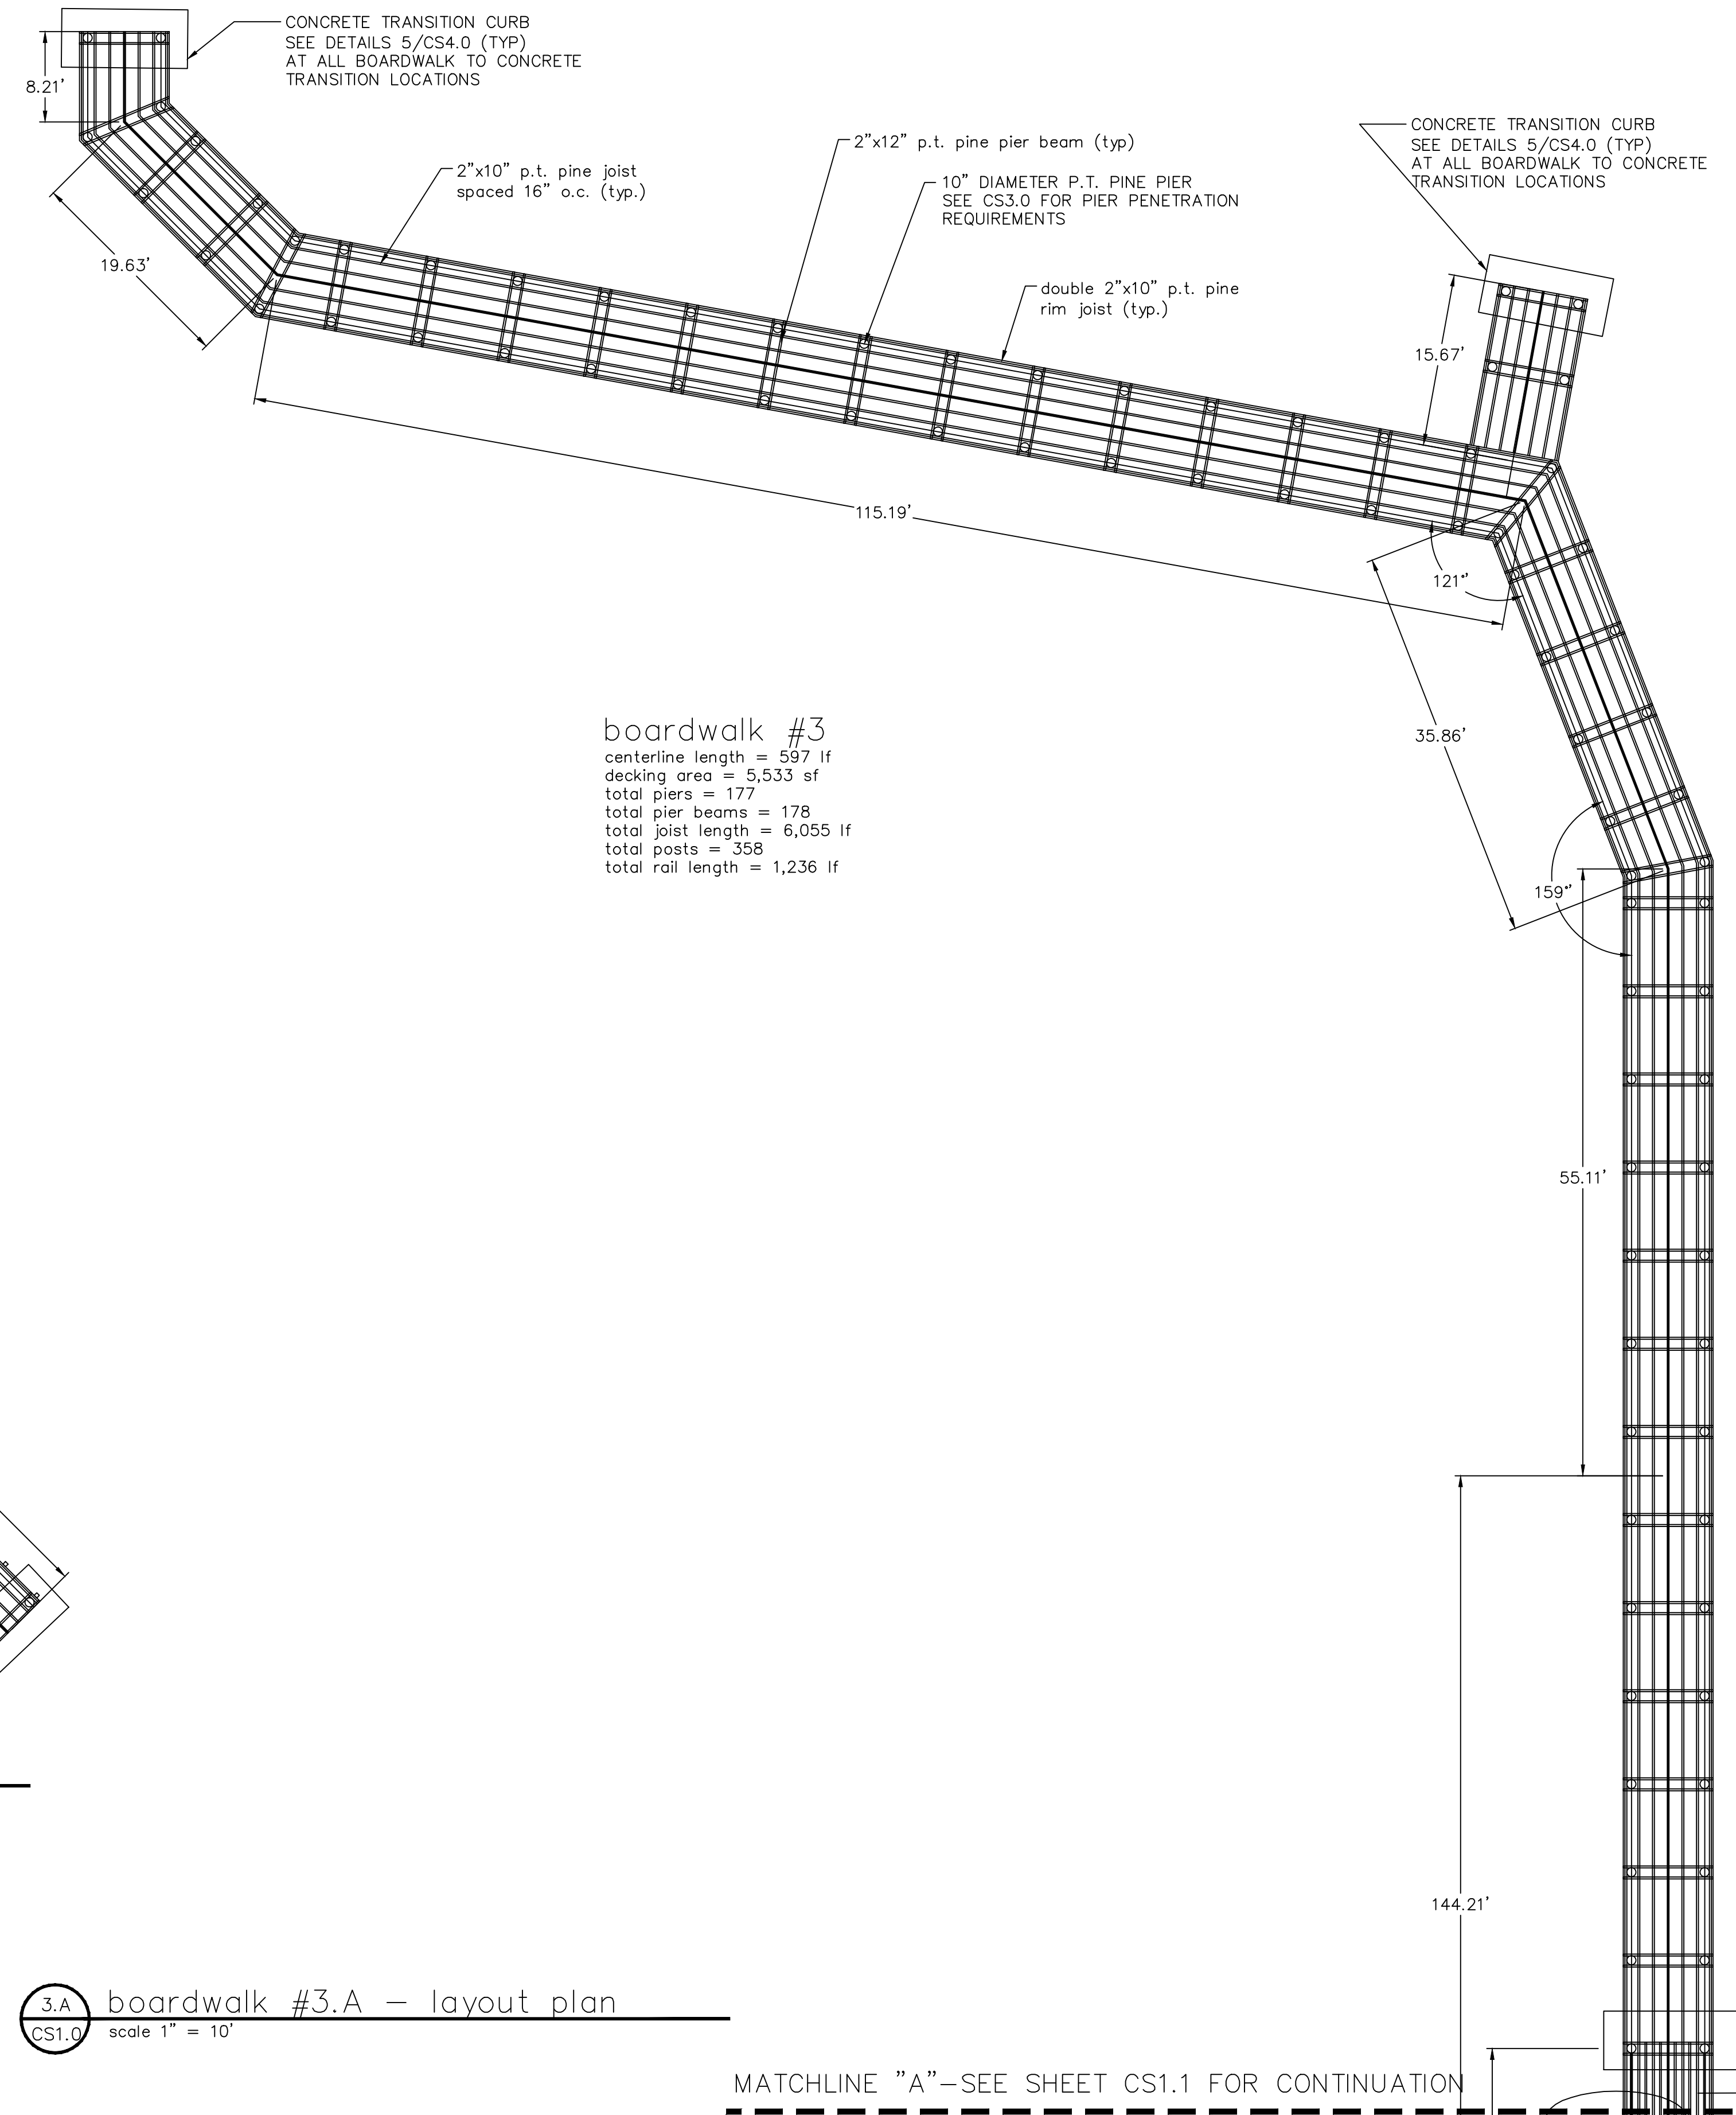 CONCRETE TRANSITION CURB
SEE DETAILS 5/CS4.0 (TYP)
AT ALL BOARDWALK TO CONCRETE
TRANSITION LOCATIONS
8.21'
2"x12" p.t. pine pier beam (typ)
CONCRETE TRANSITION CURB
SEE DETAILS 5/CS4.0 (TYP)
AT ALL BOARDWALK TO CONCRETE
TRANSITION LOCATIONS
2"x10" p.t. pine joist
spaced 16" o.c. (typ.)
10" DIAMETER P.T. PINE PIER
SEE CS3.0 FOR PIER PENETRATION
REQUIREMENTS
19.63'
double 2"x10" p.t. pine
rim joist (typ.)
15.67'
115.19'
121°'
boardwalk #3
centerline length = 597 lf
decking area = 5,533 sf
total piers = 177
total pier beams = 178
total joist length = 6,055 lf
total posts = 358
total rail length = 1,236 lf
35.86'
159°'
55.11'
144.21'
3.A
CS1.0
boardwalk #3.A – layout plan
scale 1" = 10'
MATCHLINE "A"–SEE SHEET CS1.1 FOR CONTINUATION